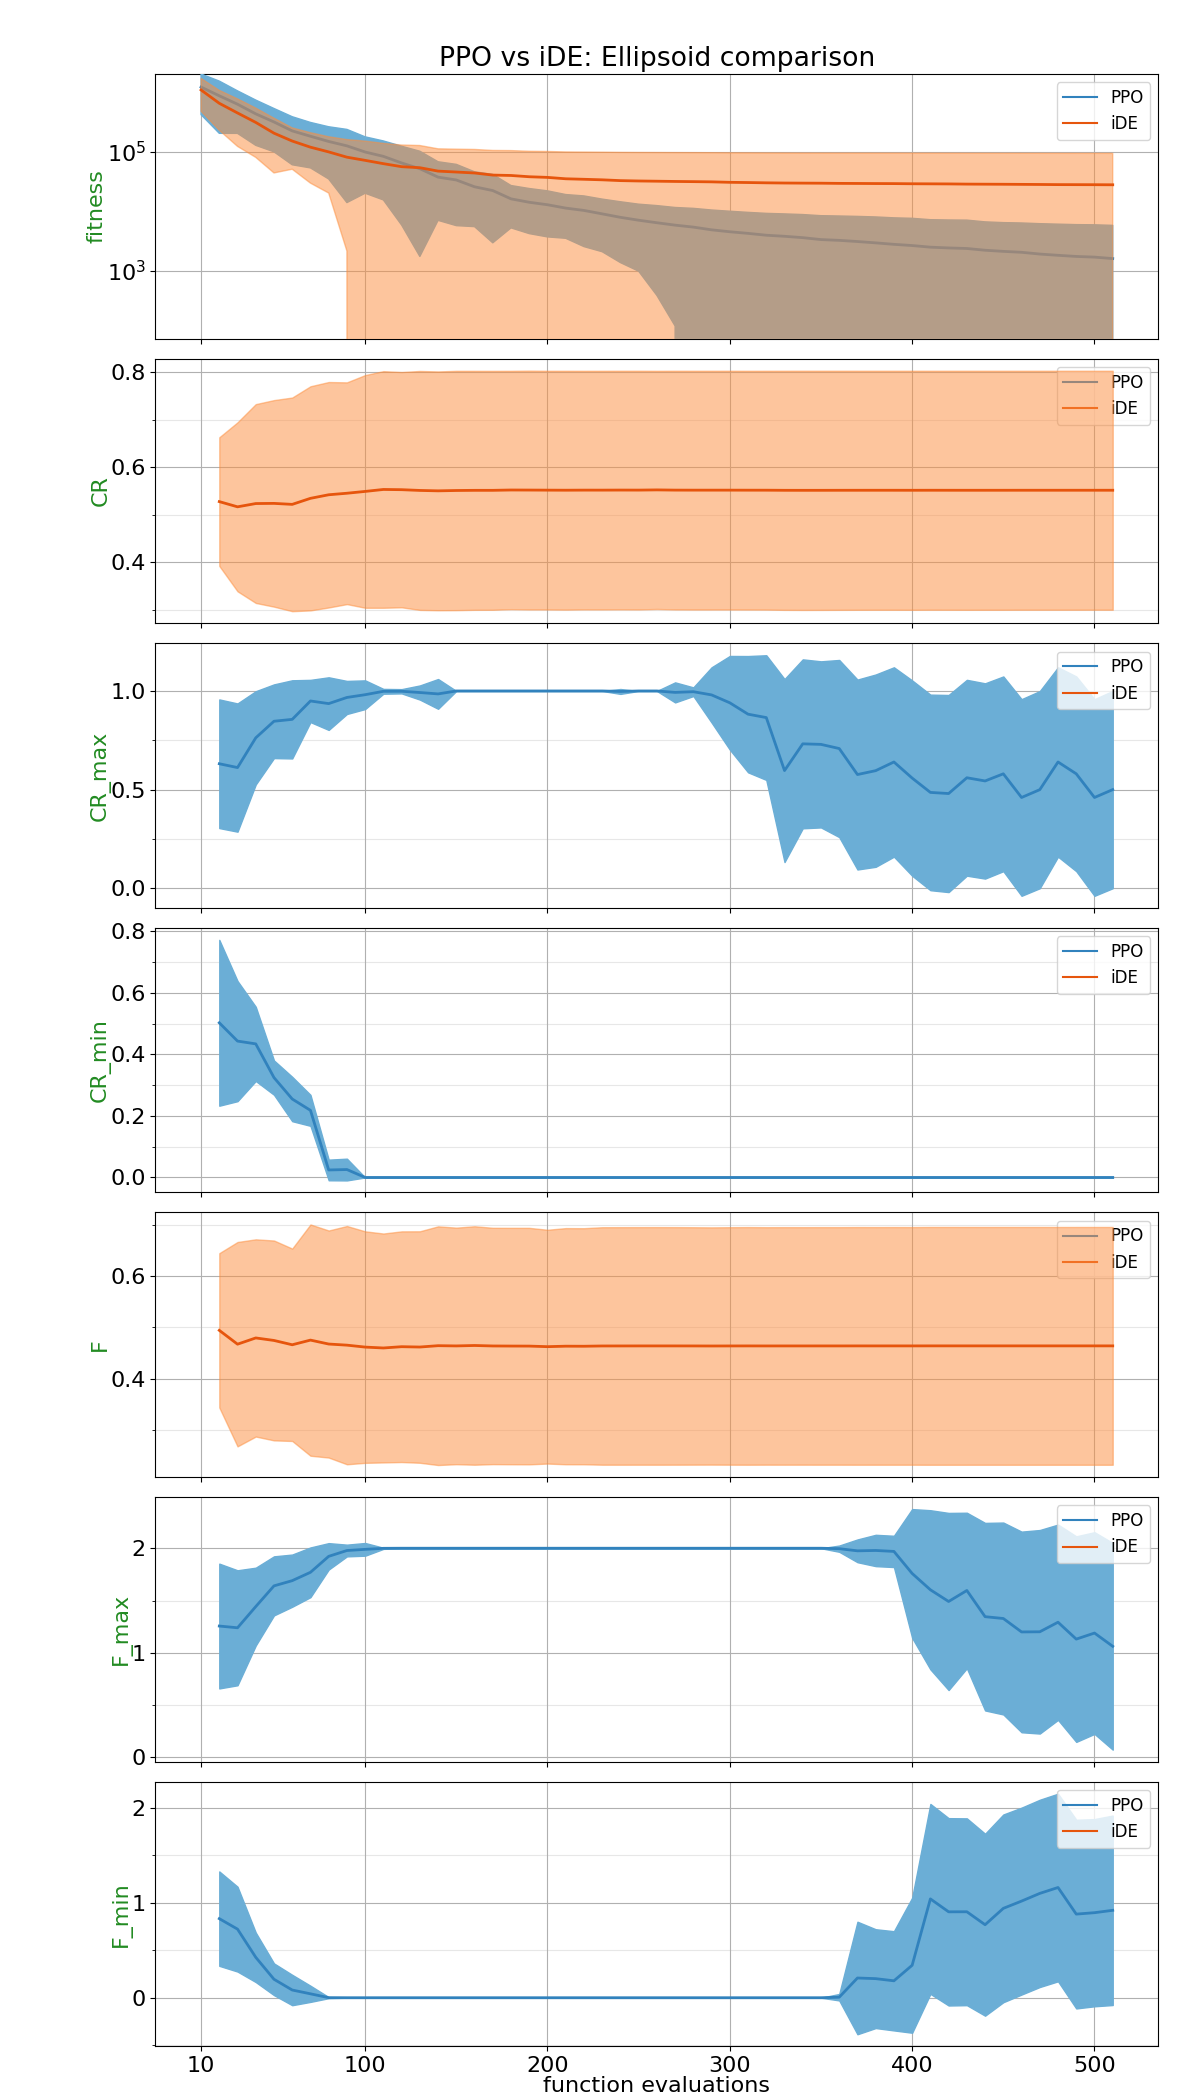 PPO vs iDE: Ellipsoid comparison
PPO
iDE
10^5
10^3
fitness
PPO
iDE
0.8
0.6
0.4
CR
PPO
iDE
1.0
0.5
0.0
CR_max
PPO
iDE
0.8
0.6
0.4
0.2
0.0
CR_min
PPO
iDE
0.6
0.4
F
PPO
iDE
2
1
0
F_max
PPO
iDE
2
1
0
F_min
10 100 200 300 400 500
function evaluations